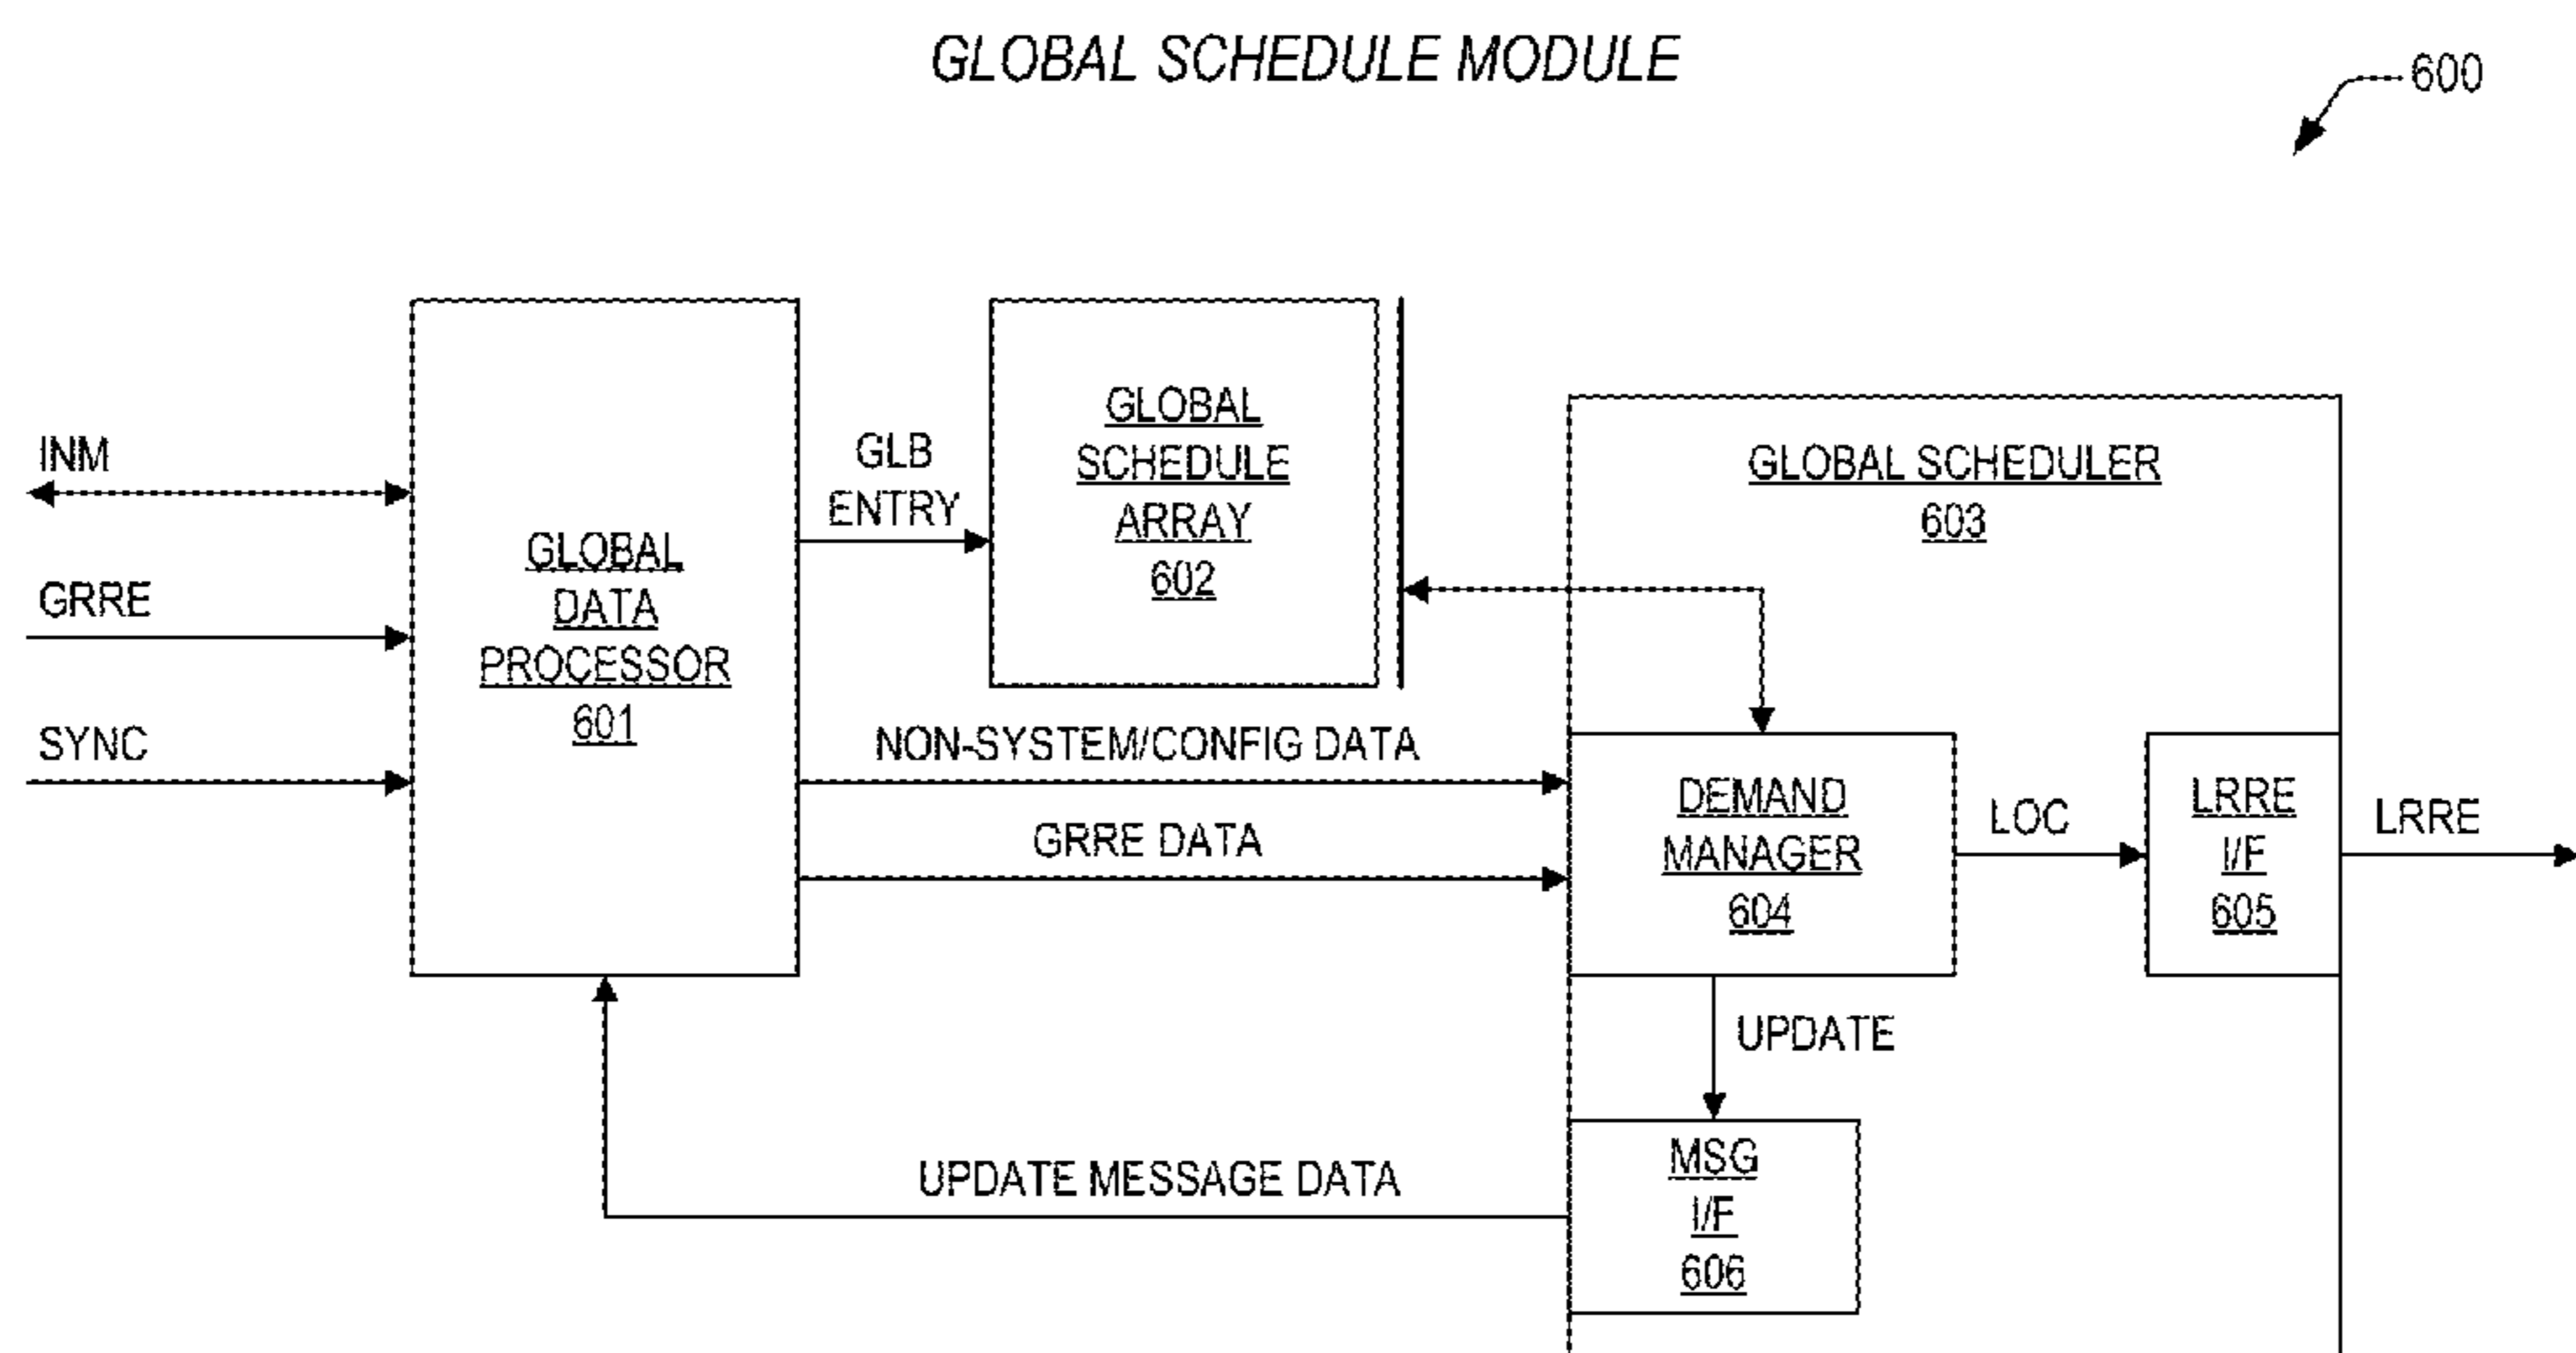 GLOBAL SCHEDULE MODULE
600
INM
GRRE
SYNC
GLOBAL
DATA
PROCESSOR
601
GLB
ENTRY
GLOBAL
SCHEDULE
ARRAY
602
GLOBAL SCHEDULER
603
NON-SYSTEM/CONFIG DATA
GRRE DATA
DEMAND
MANAGER
604
LOC
LRRE
I/F
605
LRRE
UPDATE
UPDATE MESSAGE DATA
MSG
I/F
606